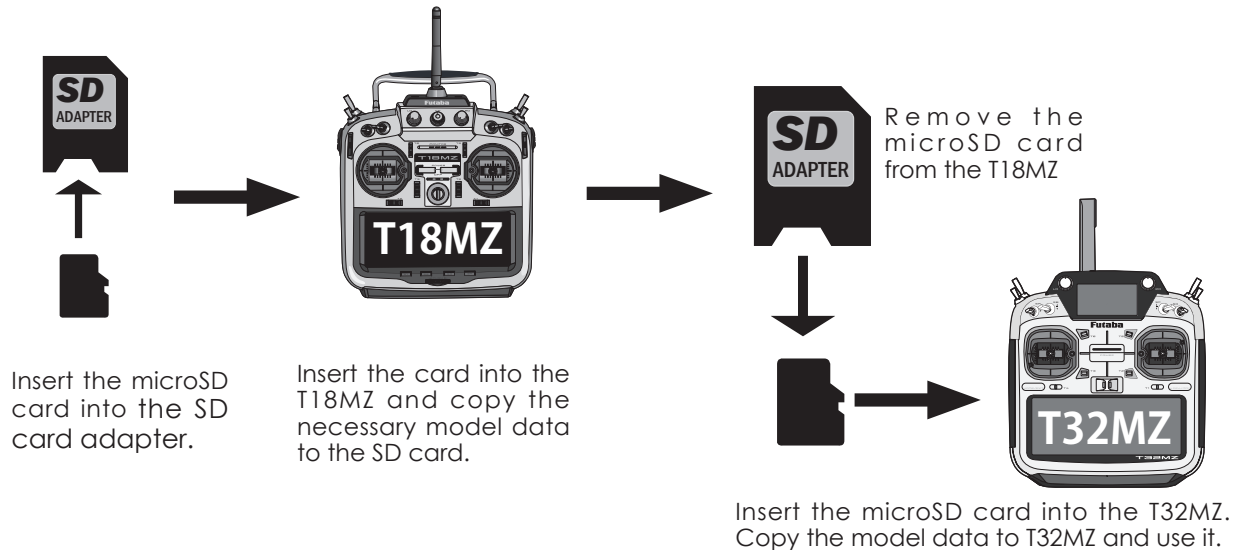 SD
ADAPTER
Insert the microSD
card into the SD
card adapter.
Futaba
T18MZ
T18MZ
Insert the card into the
T18MZ and copy the
necessary model data
to the SD card.
SD
ADAPTER
Remove the
microSD card
from the T18MZ
Futaba
T32MZ
T32MZ
Insert the microSD card into the T32MZ.
Copy the model data to T32MZ and use it.